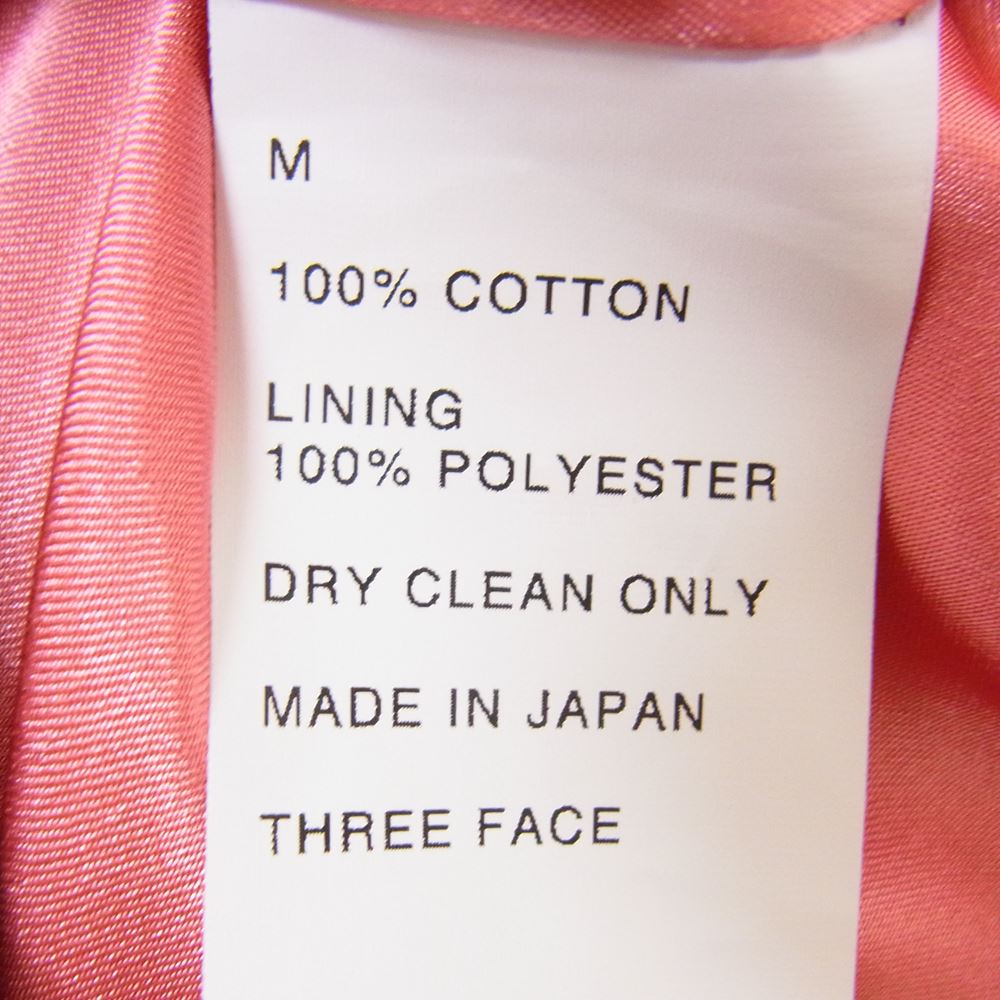 M
100% COTTON
LINING
100% POLYESTER
DRY CLEAN ONLY
MADE IN JAPAN
THREE FACE